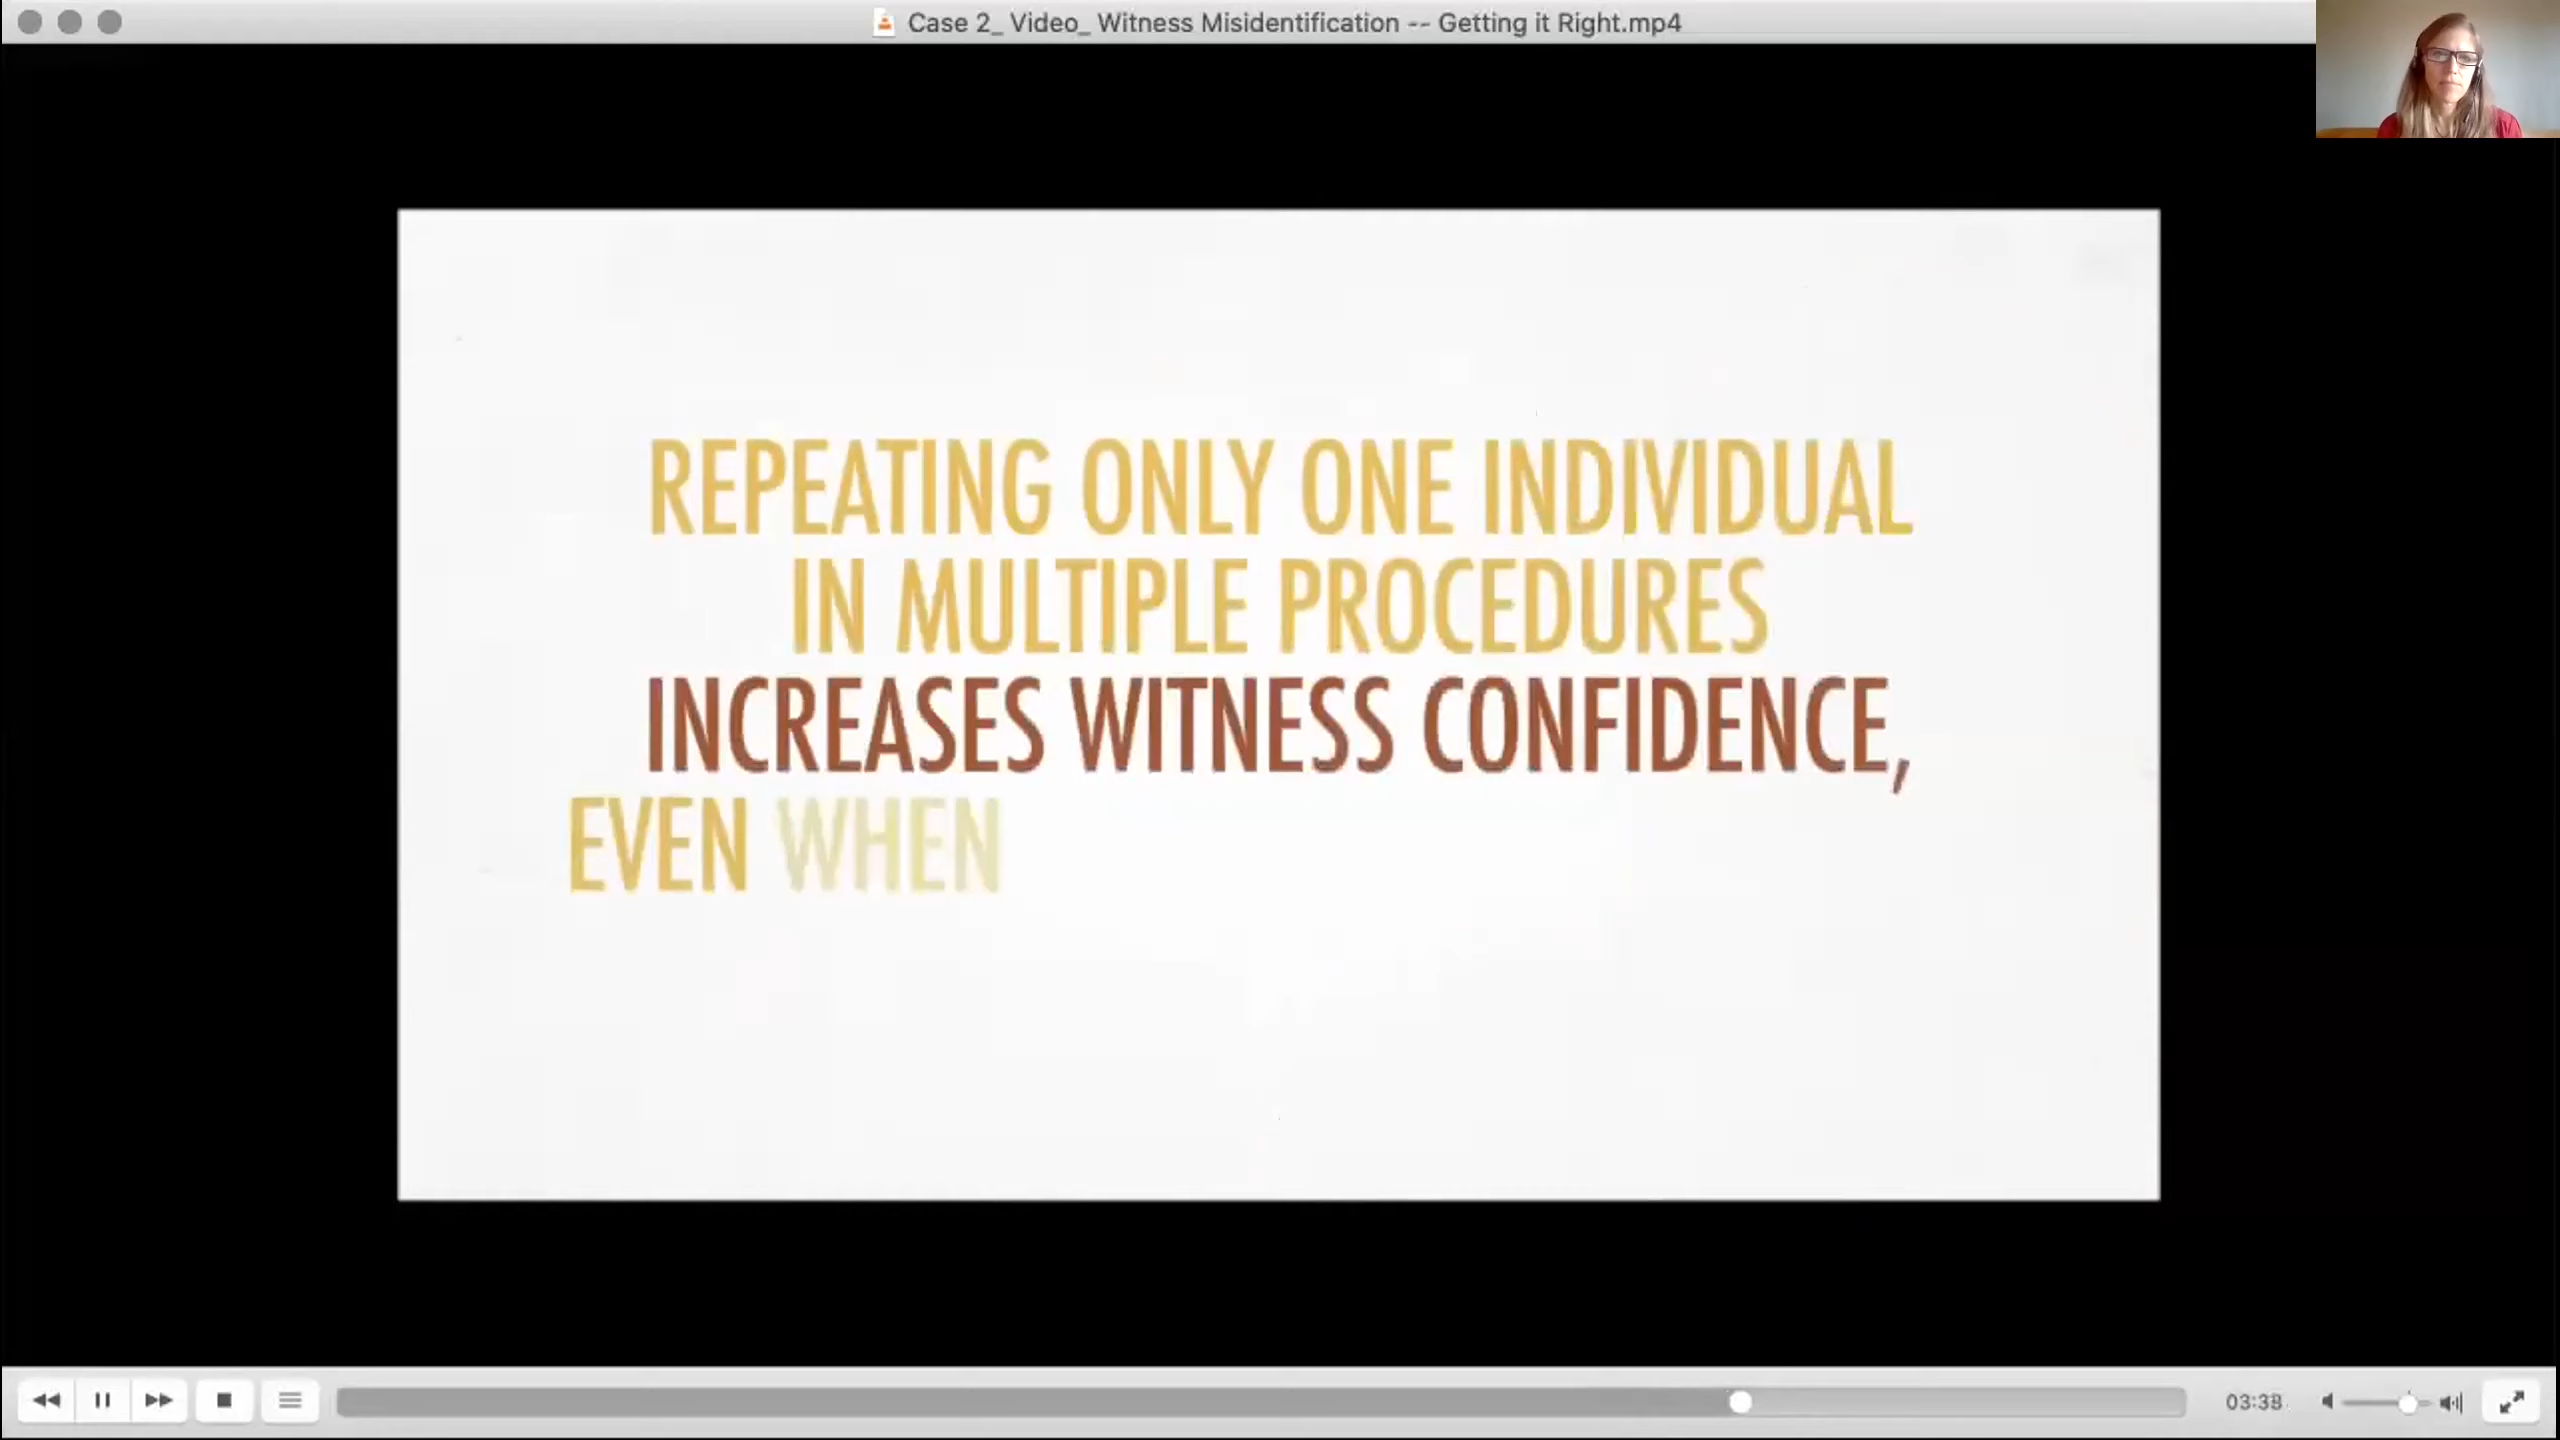 Case 2_ Video_ Witness Misidentification -- Getting it Right.mp4
REPEATING ONLY ONE INDIVIDUAL
IN MULTIPLE PROCEDURES
INCREASES WITNESS CONFIDENCE,
EVEN WHEN
03:38